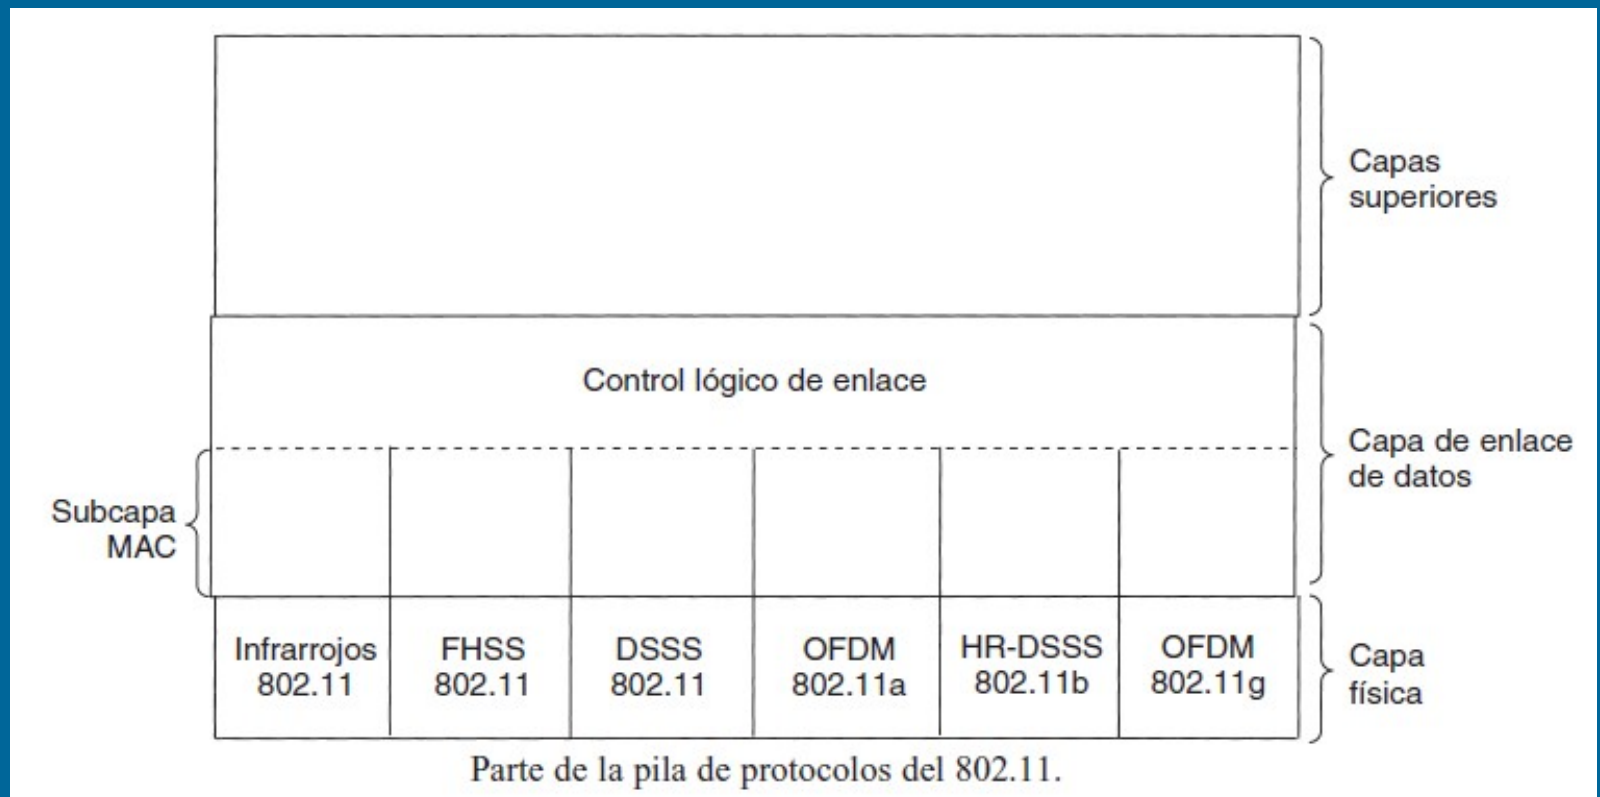 Capas
superiores
Control lógico de enlace
Capa de enlace
de datos
Subcapa
MAC
Infrarrojos
802.11
FHSS
802.11
DSSS
802.11
OFDM
802.11a
HR-DSSS
802.11b
OFDM
802.11g
Capa
física
Parte de la pila de protocolos del 802.11.